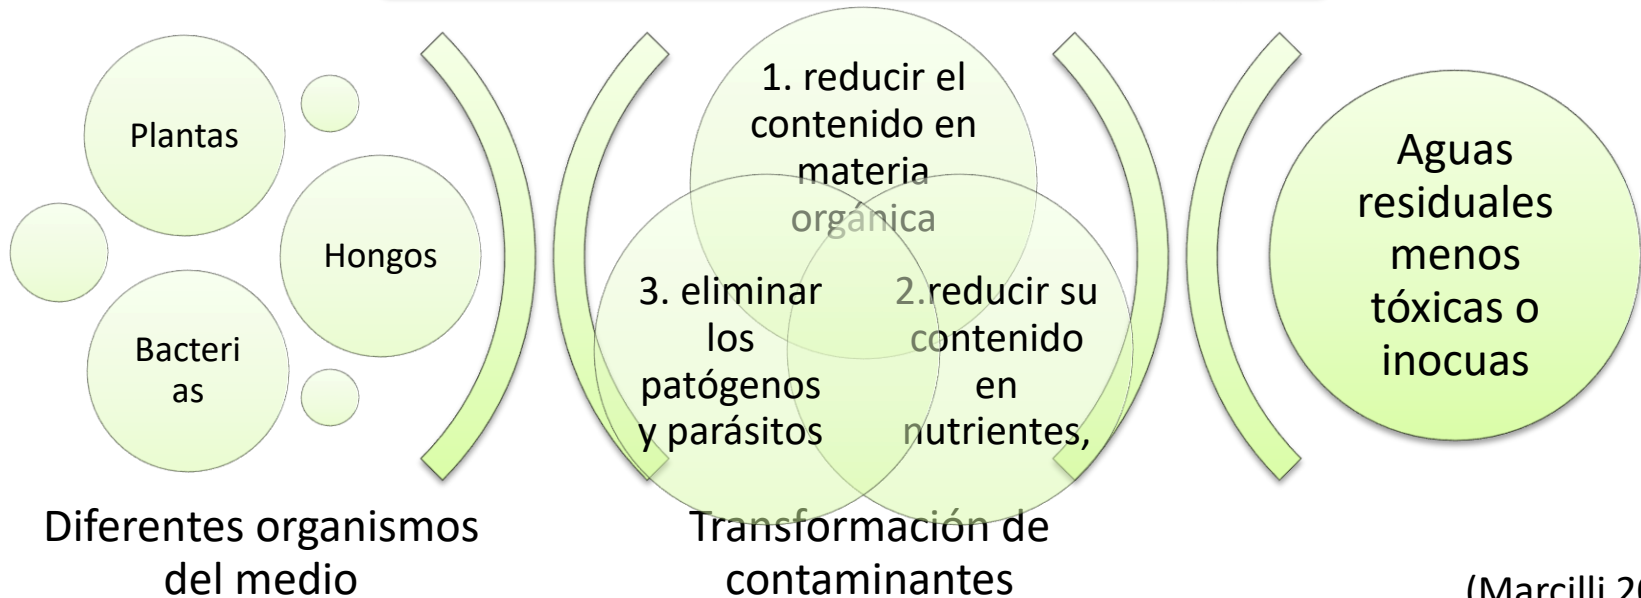 Plantas
Hongos
Bacteri
as
Diferentes organismos
del medio
1. reducir el
contenido en
materia
orgánica
3. eliminar
los
patógenos
y parásitos
2.reducir su
contenido
en
nutrientes,
Transformación de
contaminantes
Aguas
residuales
menos
tóxicas o
inocuas
(Marcilli